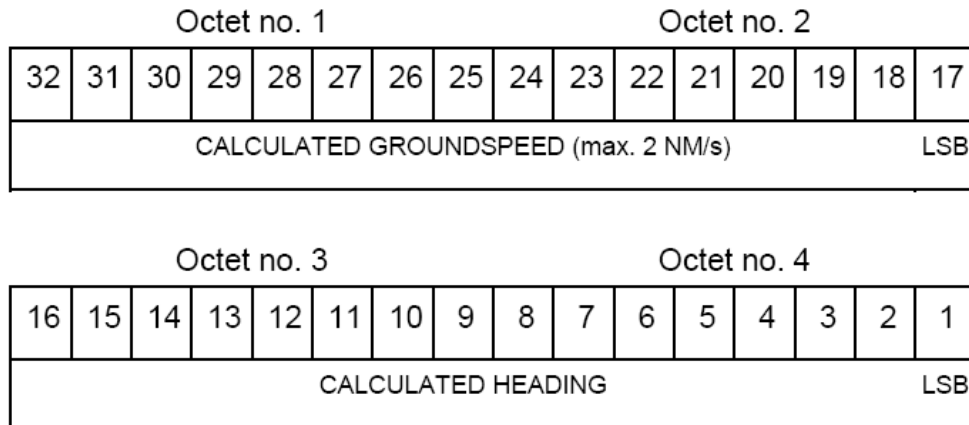 Octet no. 1 Octet no. 2
32 31 30 29 28 27 26 25 24 23 22 21 20 19 18 17
CALCULATED GROUNDSPEED (max. 2 NM/s) LSB
Octet no. 3 Octet no. 4
16 15 14 13 12 11 10 9 8 7 6 5 4 3 2 1
CALCULATED HEADING LSB